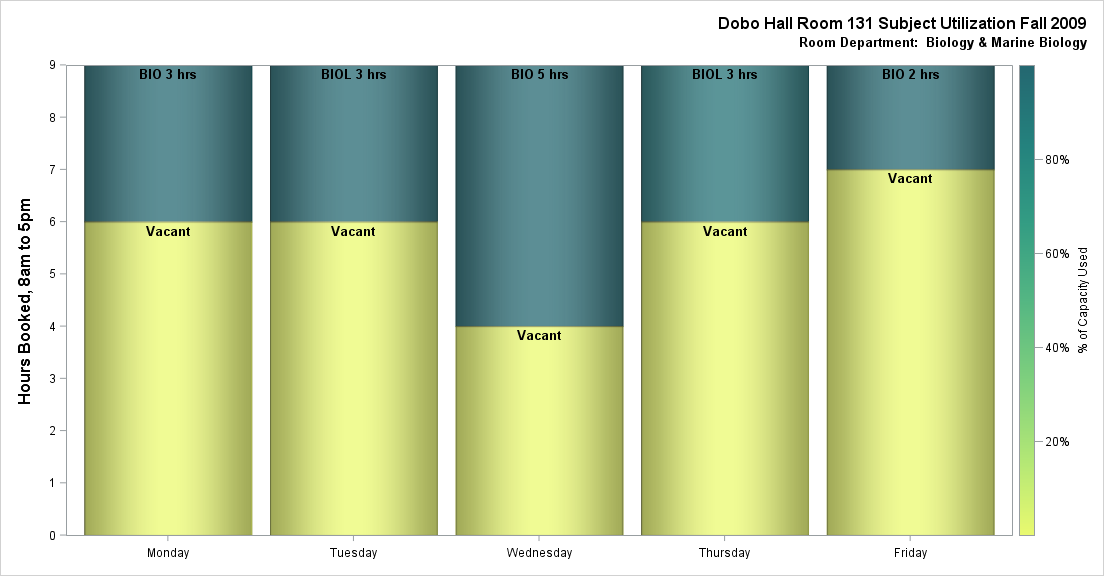 Dobo Hall Room 131 Subject Utilization Fall 2009
Room Department:  Biology & Marine Biology
Hours Booked, 8am to 5pm
9
8
7
6
5
4
3
2
1
0
BIO 3 hrs
BIOL 3 hrs
BIO 5 hrs
BIOL 3 hrs
BIO 2 hrs
Vacant
Vacant
Vacant
Vacant
Vacant
Monday
Tuesday
Wednesday
Thursday
Friday
80%
60%
40%
20%
% of Capacity Used